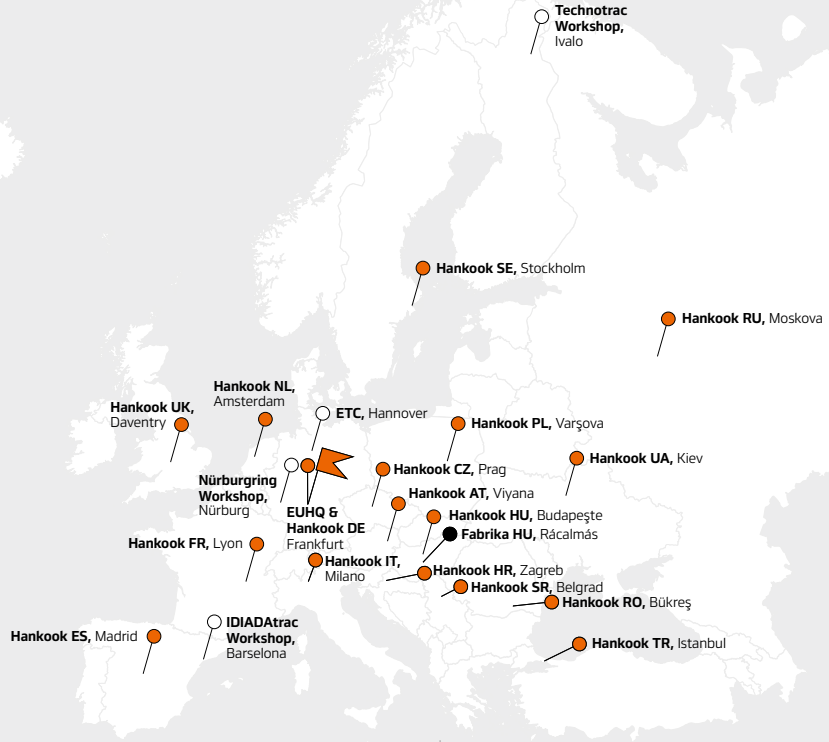 Technotrac
Workshop,
Ivalo
Hankook SE, Stockholm
Hankook RU, Moskova
Hankook NL,
Amsterdam
Hankook UK,
Daventry
ETC, Hannover
Hankook PL, Varşova
Hankook UA, Kiev
Hankook CZ, Prag
Nürburgring
Workshop,
Nürburg
Hankook AT, Viyana
EUHQ &
Hankook DE
Frankfurt
Hankook HU, Budapeşte
Fabrika HU, Rácalmás
Hankook FR, Lyon
Hankook IT,
Milano
Hankook HR, Zagreb
Hankook SR, Belgrad
Hankook RO, Bükreş
IDIADAtrac
Workshop,
Barselona
Hankook ES, Madrid
Hankook TR, Istanbul